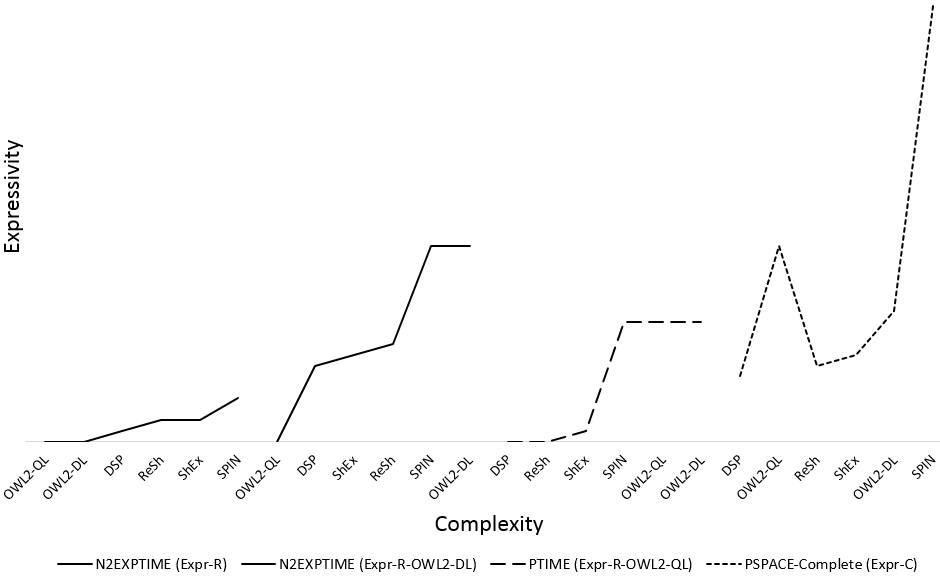 Expressivity
OWL2-QL
OWL2-DL
DSP
ReSh
ShEx
SPIN
OWL2-QL
DSP
ShEx
ReSh
SPIN
OWL2-DL
DSP
ReSh
ShEx
SPIN
OWL2-QL
OWL2-DL
DSP
OWL2-QL
ReSh
ShEx
OWL2-DL
SPIN
Complexity
N2EXPTIME (Expr-R) N2EXPTIME (Expr-R-OWL2-DL) PTIME (Expr-R-OWL2-QL) PSPACE-Complete (Expr-C)